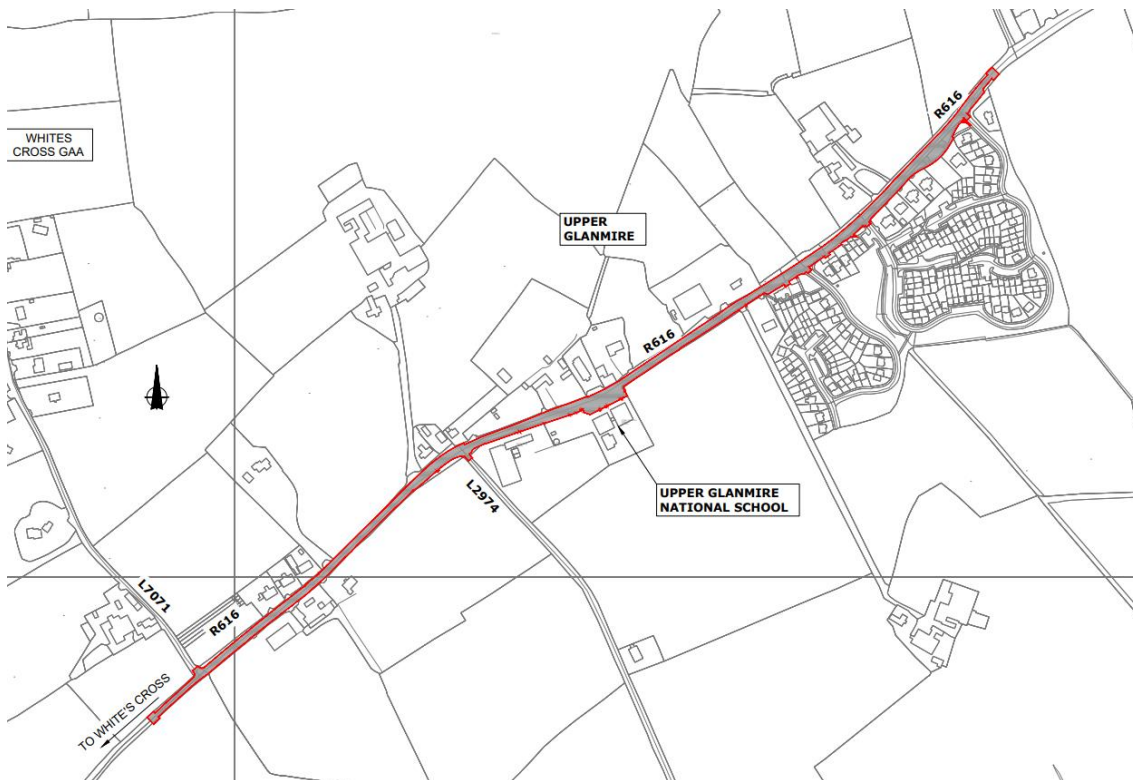 R616
WHITES
CROSS GAA
UPPER
GLANMIRE
R616
UPPER GLANMIRE
NATIONAL SCHOOL
L2974
L7071
R616
TO WHITE'S CROSS